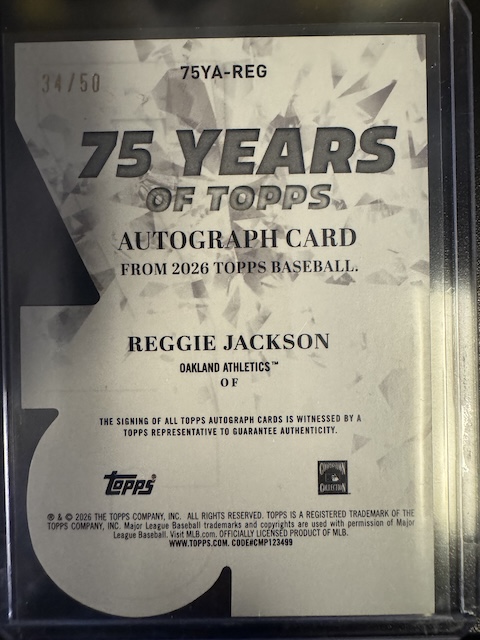 75YA-REG
34/50
75 YEARS
OF TOPPS
AUTOGRAPH CARD
FROM 2026 TOPPS BASEBALL.
REGGIE JACKSON
OAKLAND ATHLETICS™
OF
THE SIGNING OF ALL TOPPS AUTOGRAPH CARDS IS WITNESSED BY A
TOPPS REPRESENTATIVE TO GUARANTEE AUTHENTICITY.
Topps®
COOPERSTOWN
COLLECTION
® & © 2026 THE TOPPS COMPANY, INC. ALL RIGHTS RESERVED. TOPPS IS A REGISTERED TRADEMARK OF THE
TOPPS COMPANY, INC. Major League Baseball trademarks and copyrights are used with permission of Major
League Baseball. Visit MLB.com. OFFICIALLY LICENSED PRODUCT OF MLB.
WWW.TOPPS.COM. CODE#CMP123499